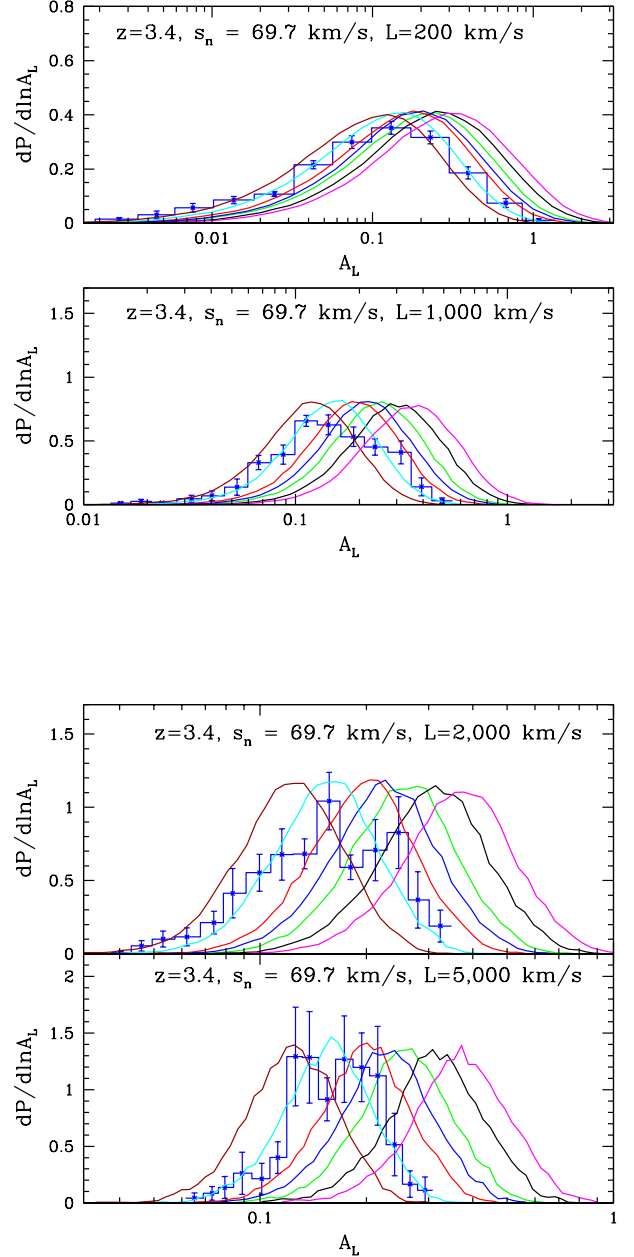 0.8
z=3.4, sₙ = 69.7 km/s, L=200 km/s
0.6
dP/dlnA_L
0.4
0.2
0
0.01 0.1 1
A_L
z=3.4, sₙ = 69.7 km/s, L=1,000 km/s
1.5
dP/dlnA_L
1
0.5
0
0.01 0.1 1
A_L
1.5
z=3.4, sₙ = 69.7 km/s, L=2,000 km/s
dP/dlnA_L
1
0.5
0
2
z=3.4, sₙ = 69.7 km/s, L=5,000 km/s
1.5
dP/dlnA_L
1
0.5
0
0.1 1
A_L